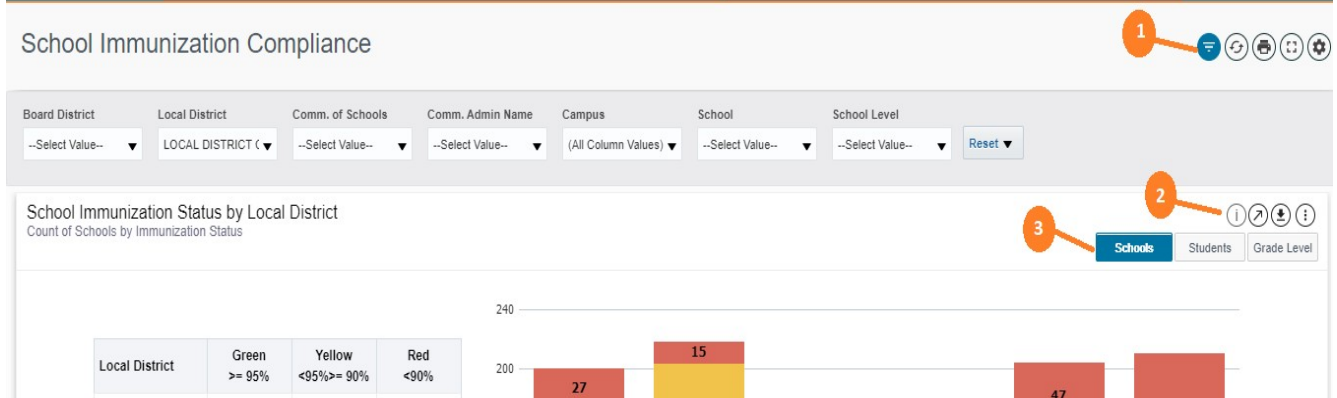 School Immunization Compliance
1
Board District Local District Comm. of Schools Comm. Admin Name Campus School School Level
--Select Value-- LOCAL DISTRICT --Select Value-- --Select Value-- (All Column Values) --Select Value-- --Select Value-- Reset
School Immunization Status by Local District
Count of Schools by Immunization Status
2
i
3
Schools Students Grade Level
240
Local District Green Yellow Red
>= 95% <95%>= 90% <90%
200
15
27
47